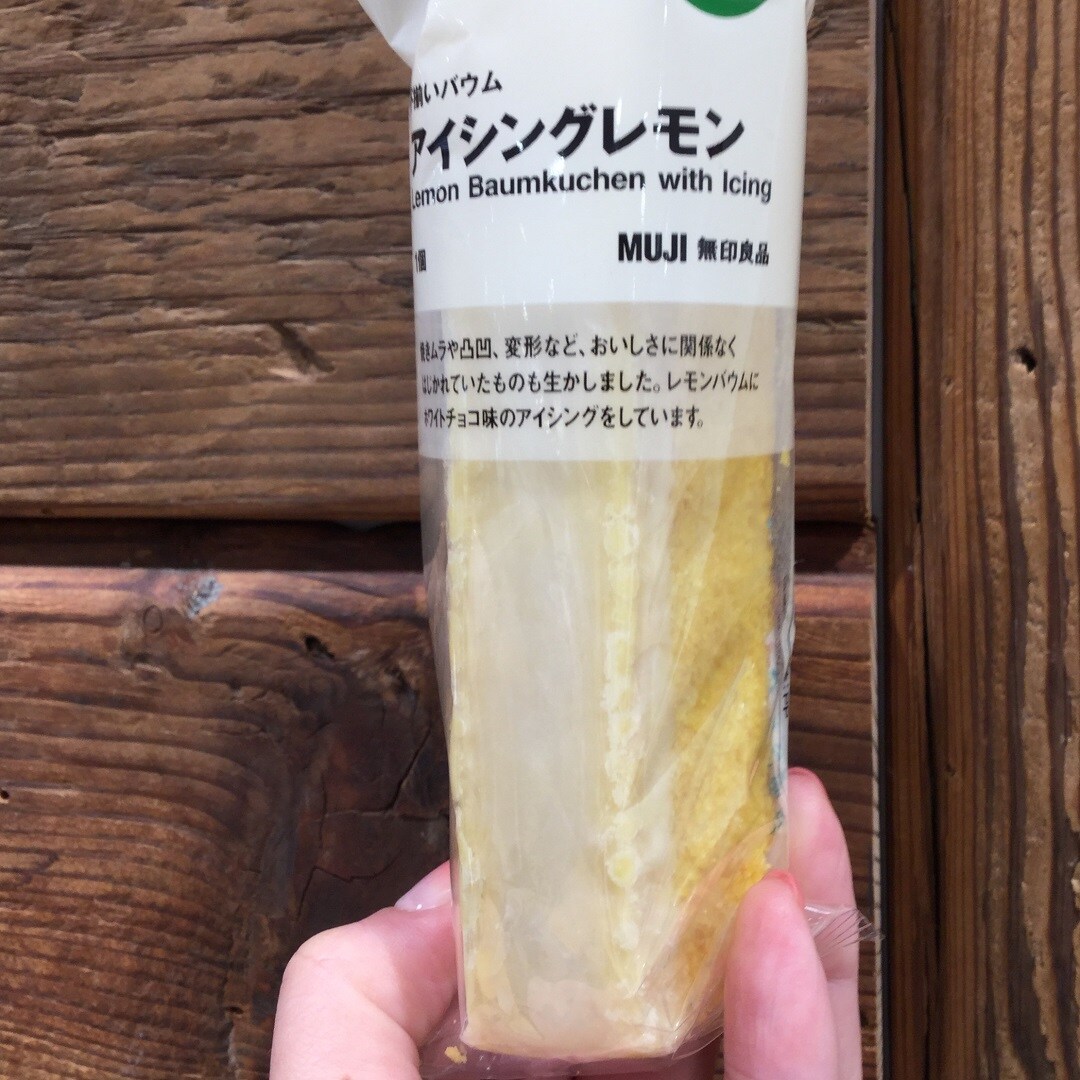 不揃いバウム
アイシングレモン
Lemon Baumkuchen with Icing
1個
MUJI 無印良品
焼きムラや凸凹、変形など、おいしさに関係なく
はじかれていたものも生かしました。レモンバウムに
ホワイトチョコ味のアイシングをしています。